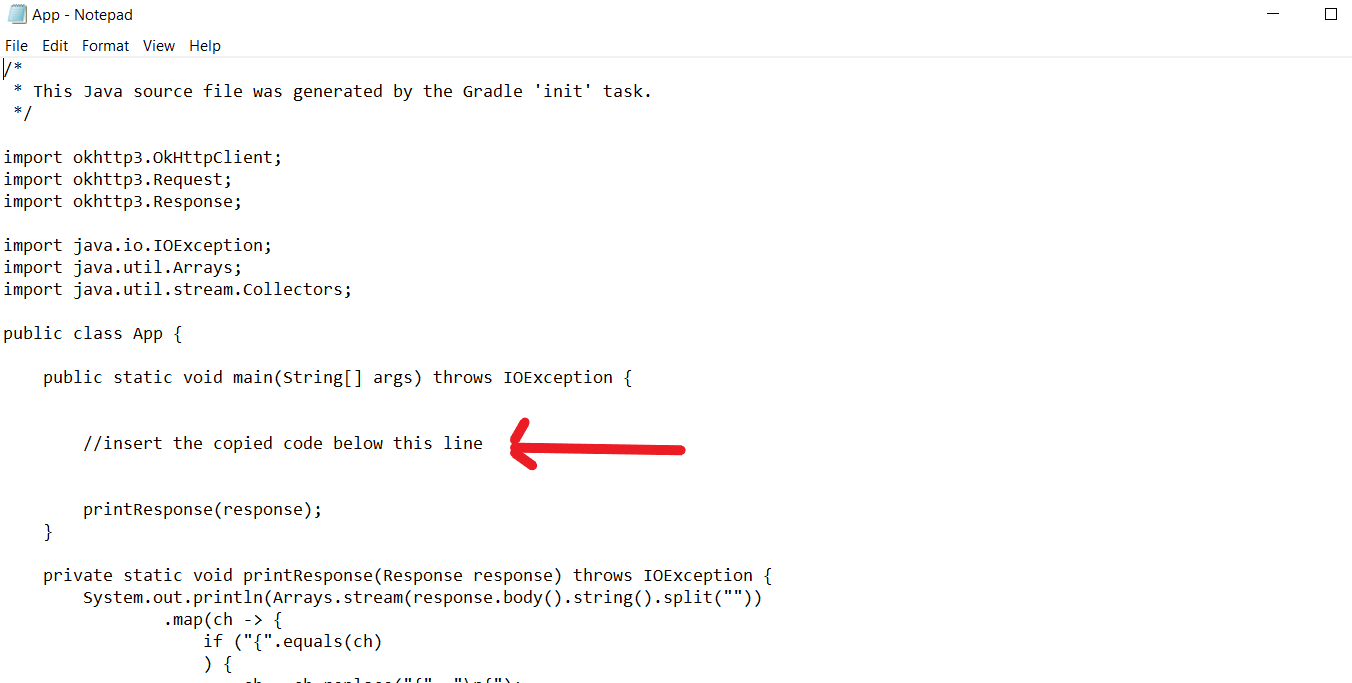 App - Notepad
File Edit Format View Help
/*
 * This Java source file was generated by the Gradle 'init' task.
 */
import okhttp3.OkHttpClient;
import okhttp3.Request;
import okhttp3.Response;
import java.io.IOException;
import java.util.Arrays;
import java.util.stream.Collectors;
public class App {
    public static void main(String[] args) throws IOException {
        //insert the copied code below this line
        printResponse(response);
    }
    private static void printResponse(Response response) throws IOException {
        System.out.println(Arrays.stream(response.body().string().split(""))
                .map(ch -> {
                    if ("{".equals(ch)
                    ) {